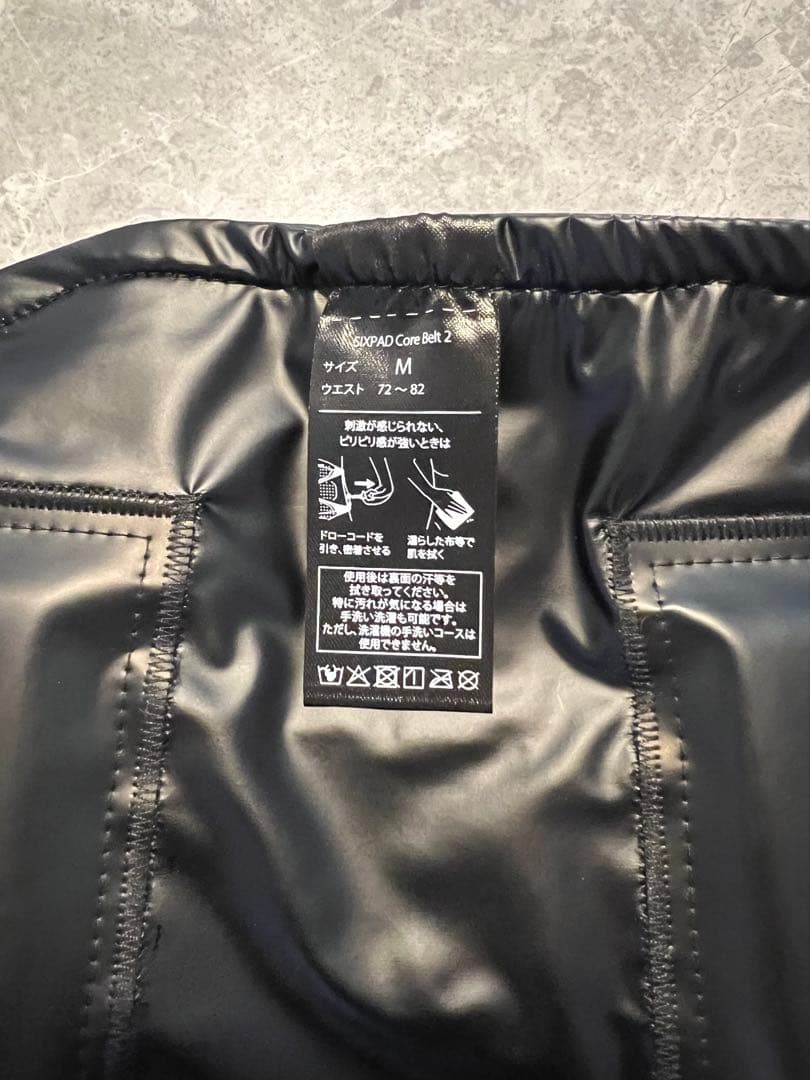 SIXPAD Core Belt 2
サイズ M
ウエスト 72～82
刺激が感じられない、
ピリピリ感が強いときは
ドローコードを
引き、密着させる
濡らした布等で
肌を拭く
使用後は裏面の汗等を
拭き取ってください。
特に汚れが気になる場合は
手洗い洗濯も可能です。
ただし、洗濯機の手洗いコースは
使用できません。